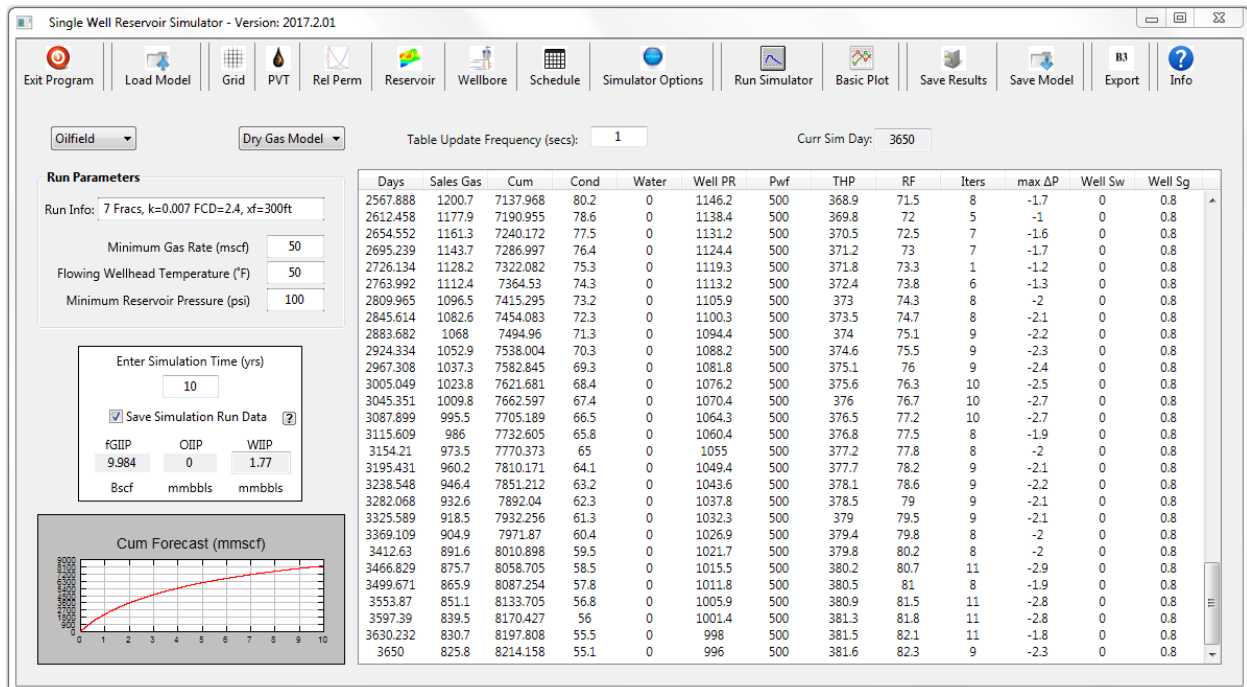 Single Well Reservoir Simulator - Version: 2017.2.01
Exit Program Load Model Grid PVT Rel Perm Reservoir Wellbore Schedule Simulator Options Run Simulator Basic Plot Save Results Save Model B3 Export ? Info
Oilfield Dry Gas Model Table Update Frequency (secs): 1 Curr Sim Day: 3650
Run Parameters
Run Info: 7 Fracs, k=0.007 FCD=2.4, xf=300ft
Minimum Gas Rate (mscf) 50
Flowing Wellhead Temperature (°F) 50
Minimum Reservoir Pressure (psi) 100
Enter Simulation Time (yrs)
10
Save Simulation Run Data ?
fGIIP OIIP WIIP
9.984 0 1.77
Bscf mmbbls mmbbls
Cum Forecast (mmscf)
9000
8100
7200
6300
5400
4500
3600
2700
1800
900
0
0 1 2 3 4 5 6 7 8 9 10
Days Sales Gas Cum Cond Water Well PR Pwf THP RF Iters max ΔP Well Sw Well Sg
2567.888 1200.7 7137.968 80.2 0 1146.2 500 368.9 71.5 8 -1.7 0 0.8
2612.458 1177.9 7190.955 78.6 0 1138.4 500 369.8 72 5 -1 0 0.8
2654.552 1161.3 7240.172 77.5 0 1131.2 500 370.5 72.5 7 -1.6 0 0.8
2695.239 1143.7 7286.997 76.4 0 1124.4 500 371.2 73 7 -1.7 0 0.8
2726.134 1128.2 7322.082 75.3 0 1119.3 500 371.8 73.3 1 -1.2 0 0.8
2763.992 1112.4 7364.53 74.3 0 1113.2 500 372.4 73.8 6 -1.3 0 0.8
2809.965 1096.5 7415.295 73.2 0 1105.9 500 373 74.3 8 -2 0 0.8
2845.614 1082.6 7454.083 72.3 0 1100.3 500 373.5 74.7 8 -2.1 0 0.8
2883.682 1068 7494.96 71.3 0 1094.4 500 374 75.1 9 -2.2 0 0.8
2924.334 1052.9 7538.004 70.3 0 1088.2 500 374.6 75.5 9 -2.3 0 0.8
2967.308 1037.3 7582.845 69.3 0 1081.8 500 375.1 76 9 -2.4 0 0.8
3005.049 1023.8 7621.681 68.4 0 1076.2 500 375.6 76.3 10 -2.5 0 0.8
3045.351 1009.8 7662.597 67.4 0 1070.4 500 376 76.7 10 -2.7 0 0.8
3087.899 995.5 7705.189 66.5 0 1064.3 500 376.5 77.2 10 -2.7 0 0.8
3115.609 986 7732.605 65.8 0 1060.4 500 376.8 77.5 8 -1.9 0 0.8
3154.21 973.5 7770.373 65 0 1055 500 377.2 77.8 8 -2 0 0.8
3195.431 960.2 7810.171 64.1 0 1049.4 500 377.7 78.2 9 -2.1 0 0.8
3238.548 946.4 7851.212 63.2 0 1043.6 500 378.1 78.6 9 -2.2 0 0.8
3282.068 932.6 7892.04 62.3 0 1037.8 500 378.5 79 9 -2.1 0 0.8
3325.589 918.5 7932.256 61.3 0 1032.3 500 379 79.5 9 -2.1 0 0.8
3369.109 904.9 7971.87 60.4 0 1026.9 500 379.4 79.8 8 -2 0 0.8
3412.63 891.6 8010.898 59.5 0 1021.7 500 379.8 80.2 8 -2 0 0.8
3466.829 875.7 8058.705 58.5 0 1015.5 500 380.2 80.7 11 -2.9 0 0.8
3499.671 865.9 8087.254 57.8 0 1011.8 500 380.5 81 8 -1.9 0 0.8
3553.87 851.1 8133.705 56.8 0 1005.9 500 380.9 81.5 11 -2.8 0 0.8
3597.39 839.5 8170.427 56 0 1001.4 500 381.3 81.8 11 -2.8 0 0.8
3630.232 830.7 8197.808 55.5 0 998 500 381.5 82.1 11 -1.8 0 0.8
3650 825.8 8214.158 55.1 0 996 500 381.6 82.3 9 -2.3 0 0.8